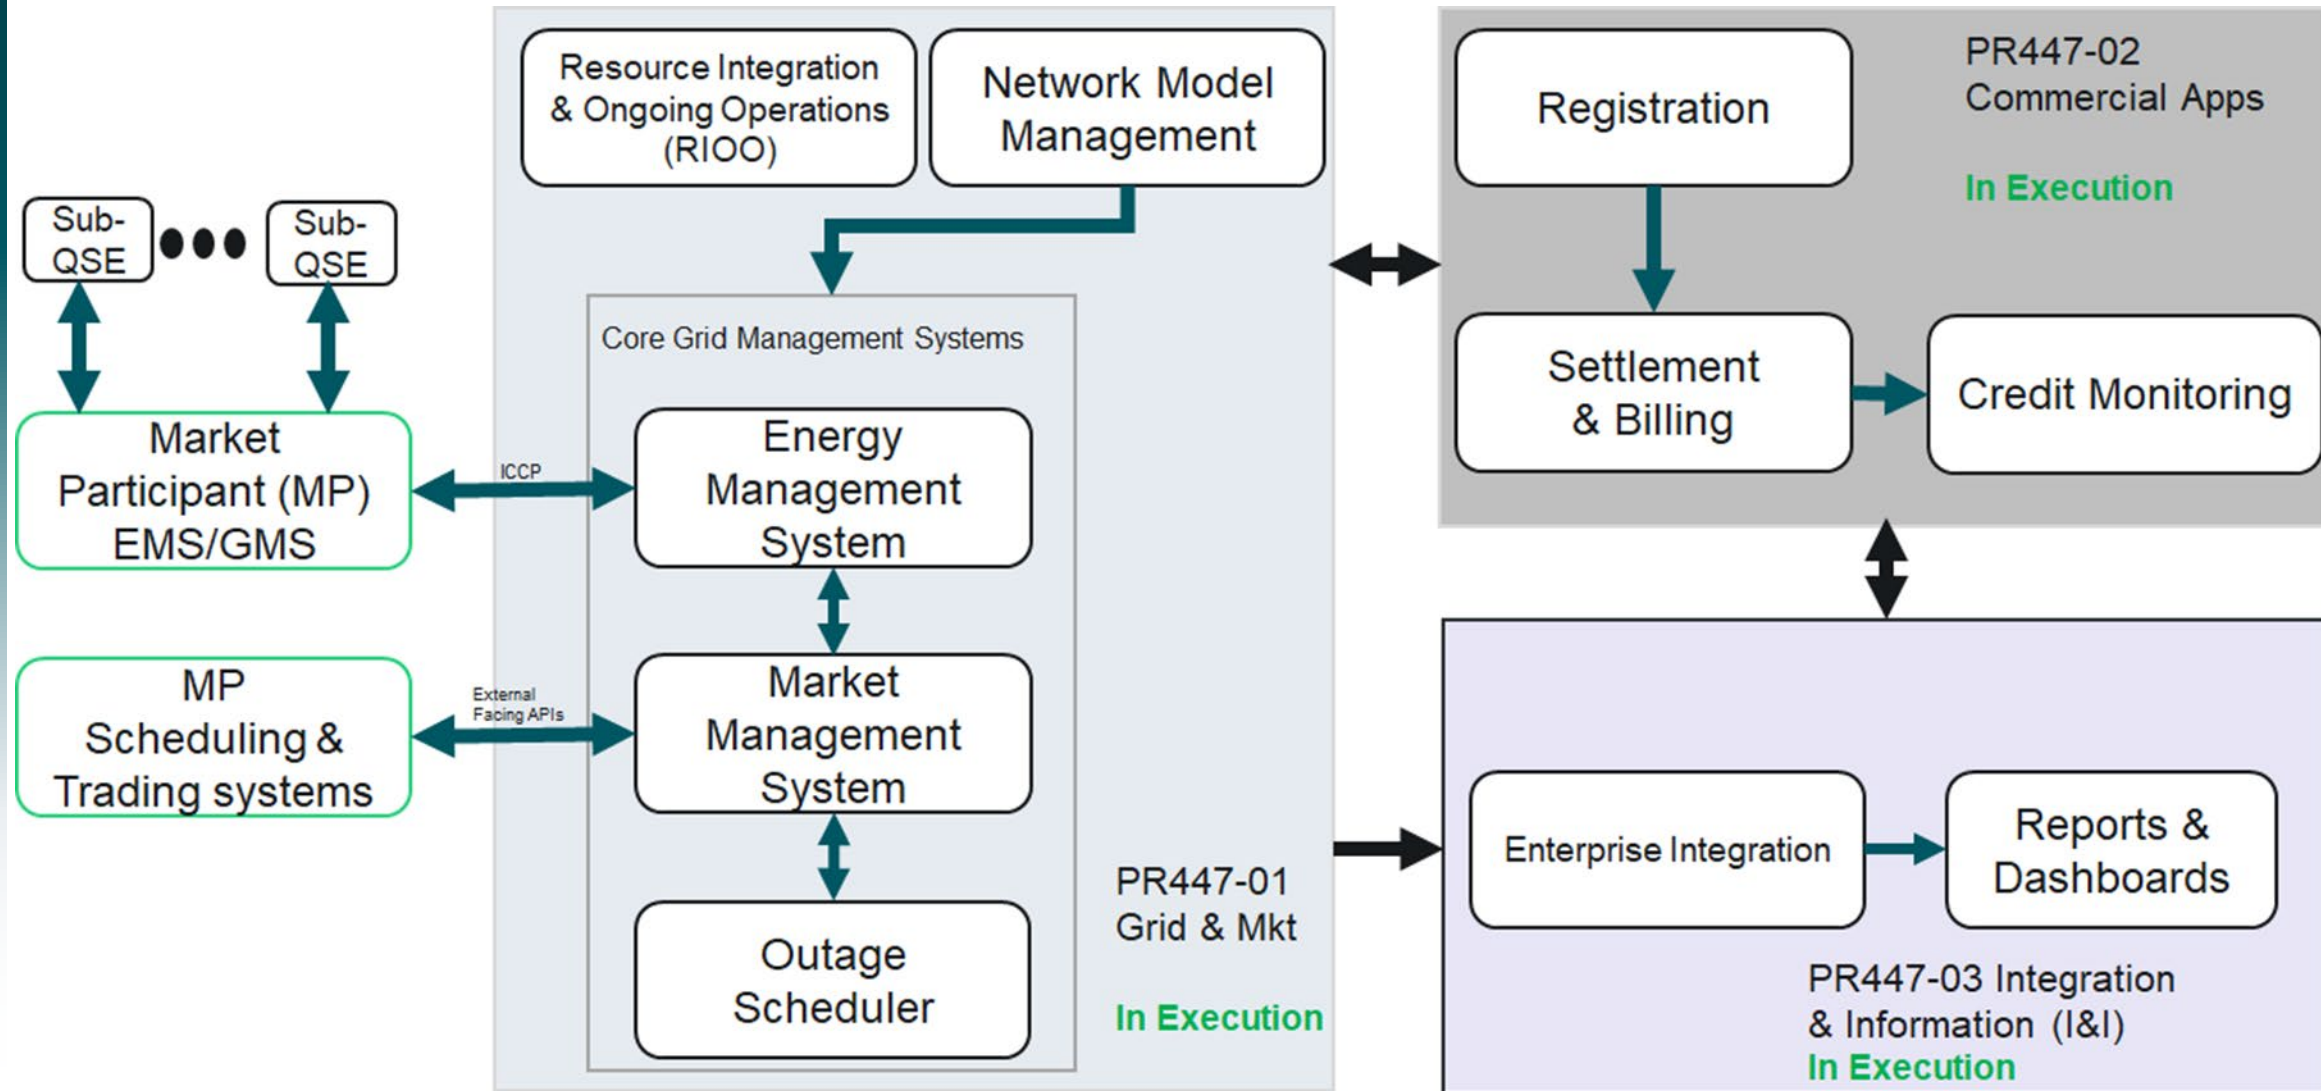 Sub-
QSE
Sub-
QSE
Market
Participant (MP)
EMS/GMS
MP
Scheduling &
Trading systems
ICCP
External
Facing APIs
Resource Integration
& Ongoing Operations
(RIOO)
Network Model
Management
Core Grid Management Systems
Energy
Management
System
Market
Management
System
Outage
Scheduler
PR447-01
Grid & Mkt
In Execution
Registration
PR447-02
Commercial Apps
In Execution
Settlement
& Billing
Credit Monitoring
Enterprise Integration
Reports &
Dashboards
PR447-03 Integration
& Information (I&I)
In Execution